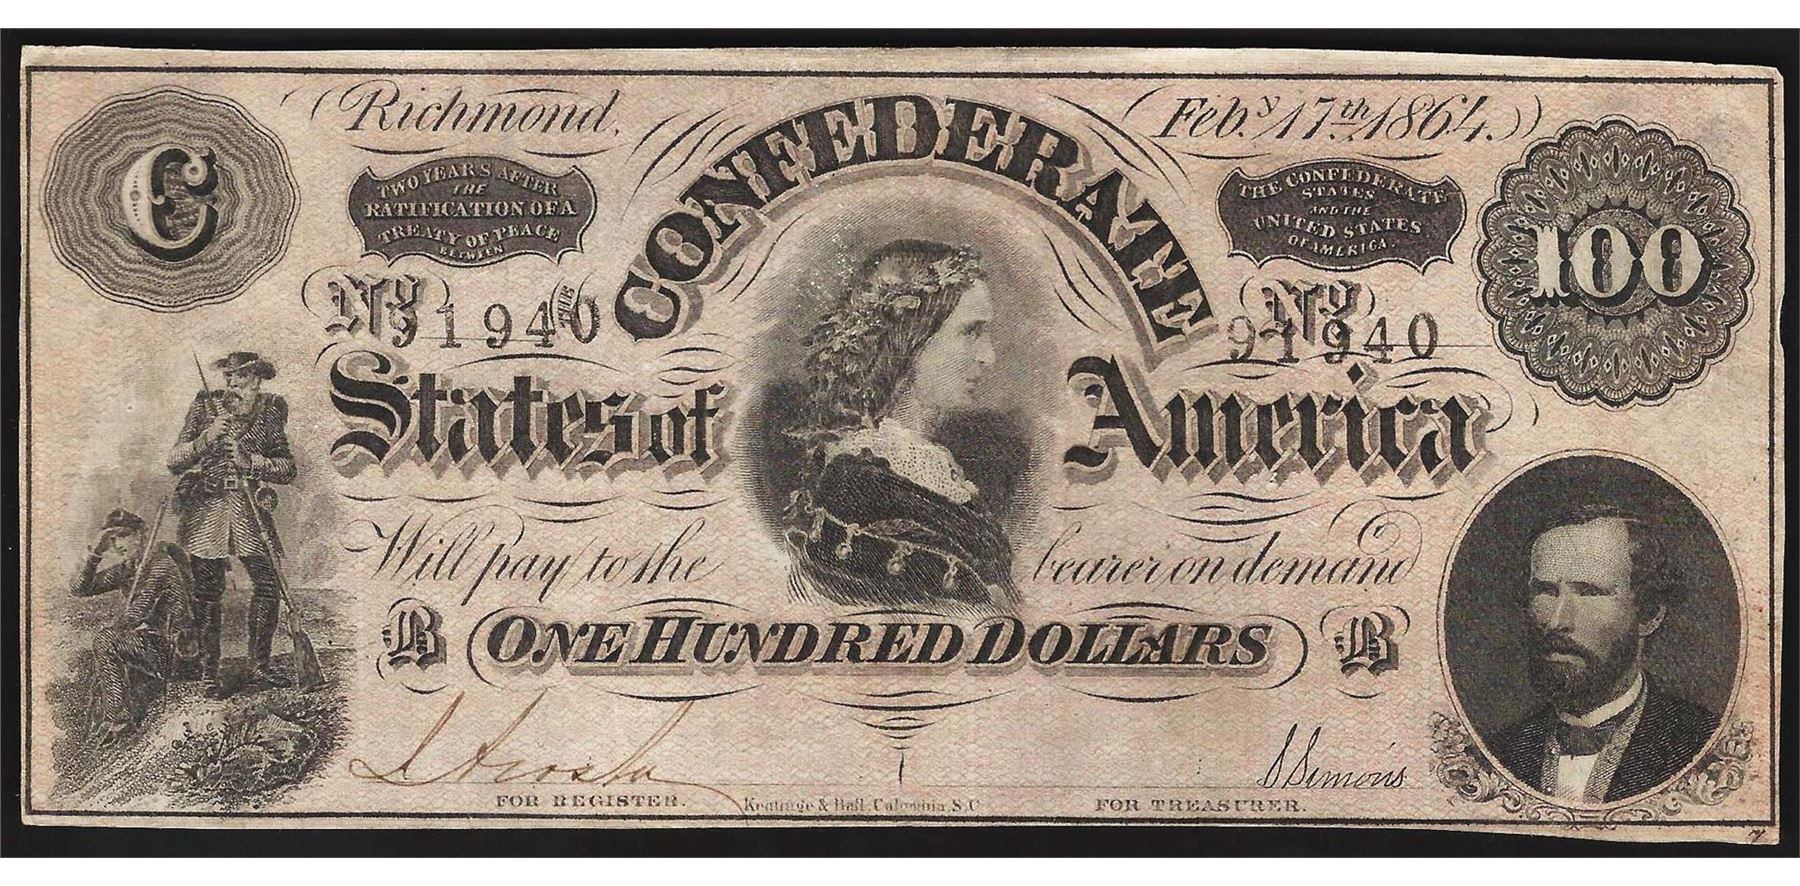 C
Richmond,
Feb.y 17th 1864.
100
TWO YEARS AFTER
THE
RATIFICATION OF A
TREATY OF PEACE
BETWEEN
THE CONFEDERATE
STATES
AND THE
UNITED STATES
OF AMERICA.
No 91940
THE
CONFEDERATE
No 91940
States of America
Will pay to the bearer on demand
B ONE HUNDRED DOLLARS B
FOR REGISTER.
Keatinge & Ball, Columbia, S.C.
S Simons
FOR TREASURER.